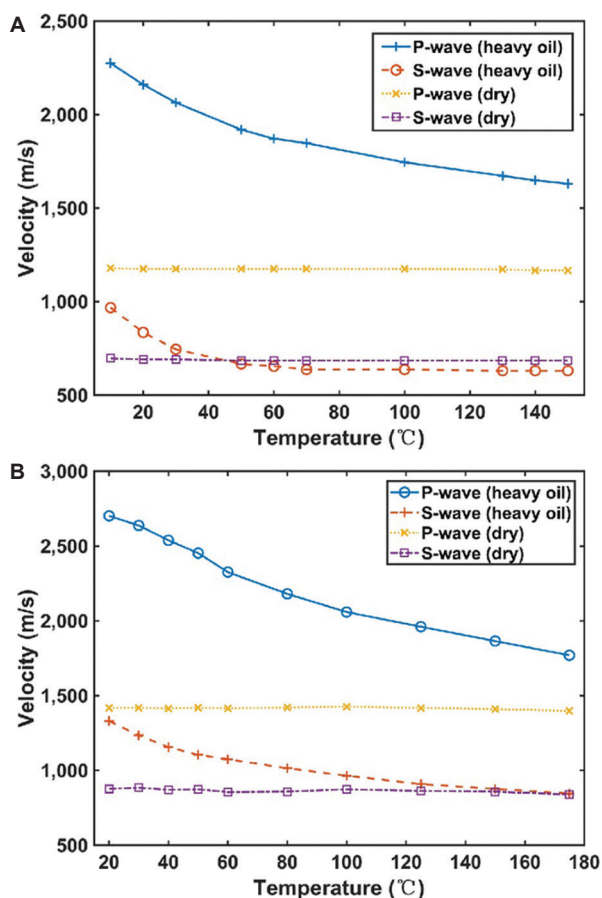 A
2,500
2,000
1,500
1,000
500
Velocity (m/s)
P-wave (heavy oil)
S-wave (heavy oil)
P-wave (dry)
S-wave (dry)
20 40 60 80 100 120 140
Temperature (℃)
B
3,000
2,500
2,000
1,500
1,000
500
Velocity (m/s)
P-wave (heavy oil)
S-wave (heavy oil)
P-wave (dry)
S-wave (dry)
20 40 60 80 100 120 140 160 180
Temperature (℃)